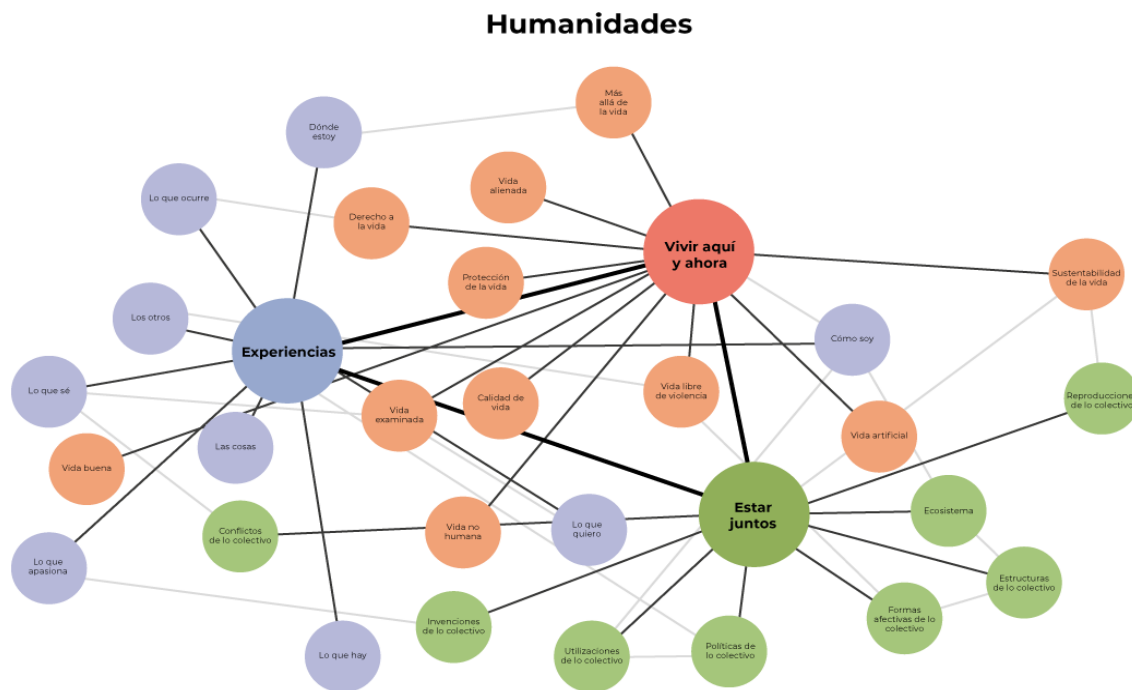 Humanidades
Más
allá de
la vida
Dónde
estoy
Vida
alienada
Lo que ocurre
Derecho a
la vida
Vivir aquí
y ahora
Sustentabilidad
de la vida
Protección
de la vida
Los otros
Experiencias
Cómo soy
Lo que sé
Vida
examinada
Calidad de
vida
Vida libre
de violencia
Reproducciones
de lo colectivo
Vida buena
Las cosas
Vida artificial
Estar
juntos
Ecosistema
Conflictos
de lo colectivo
Vida no
humana
Lo que
quiero
Lo que
apasiona
Estructuras
de lo colectivo
Invenciones
de lo colectivo
Formas
afectivas de lo
colectivo
Lo que hay
Utilizaciones
de lo colectivo
Políticas de
lo colectivo